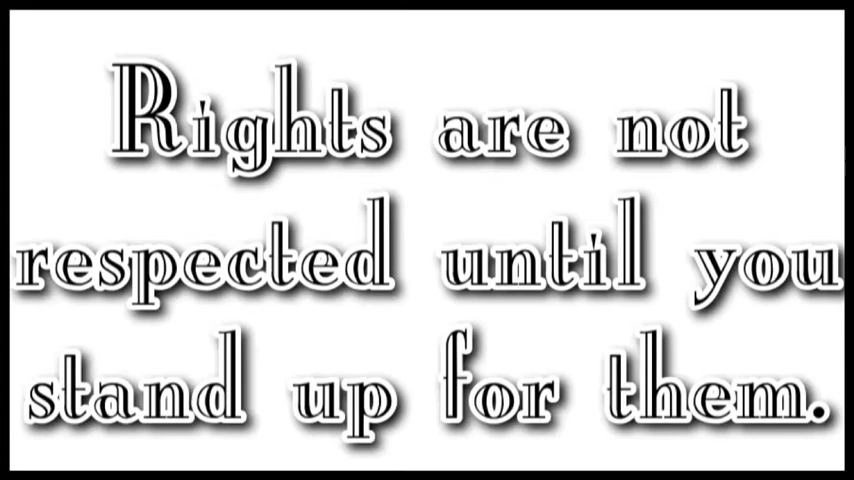 Rights are not
respected until you
stand up for them.